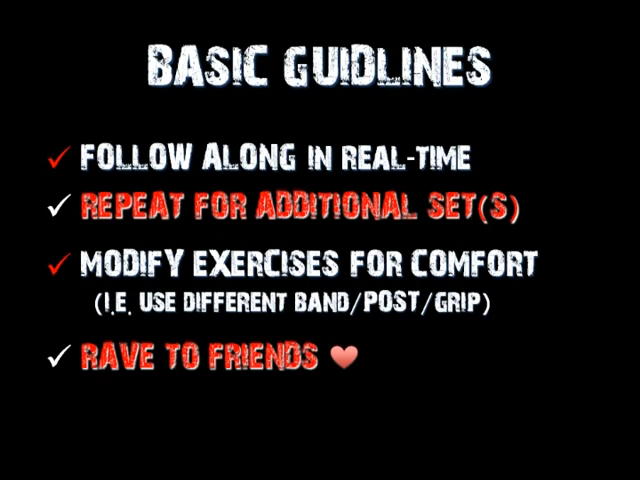 BASIC GUIDLINES
✓ FOLLOW ALONG IN REAL-TIME
✓ REPEAT FOR ADDITIONAL SET(S)
✓ MODIFY EXERCISES FOR COMFORT
(I.E. USE DIFFERENT BAND/POST/GRIP)
✓ RAVE TO FRIENDS ♥